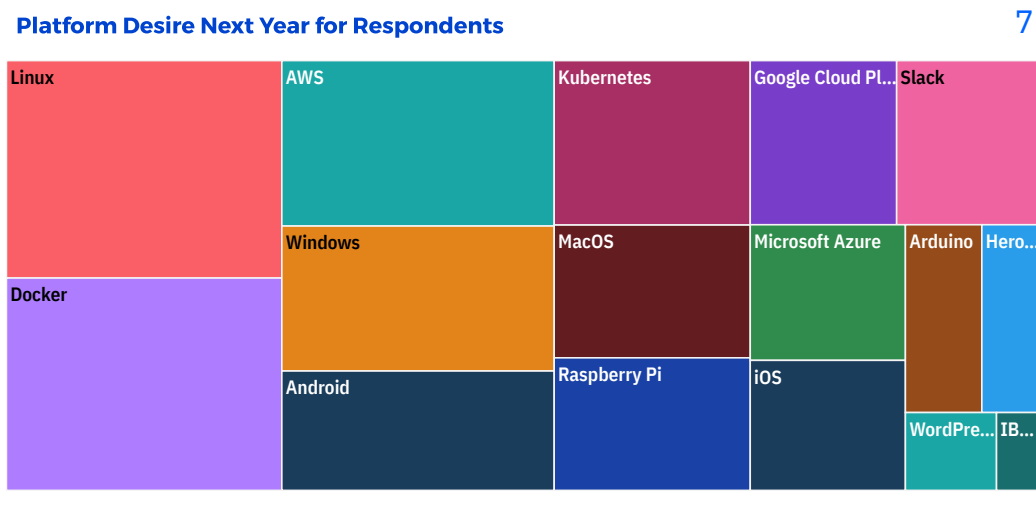 Platform Desire Next Year for Respondents
7
Linux
AWS
Kubernetes
Google Cloud Pl...
Slack
Windows
MacOS
Microsoft Azure
Arduino
Hero...
Docker
Android
Raspberry Pi
iOS
WordPre...
IB...